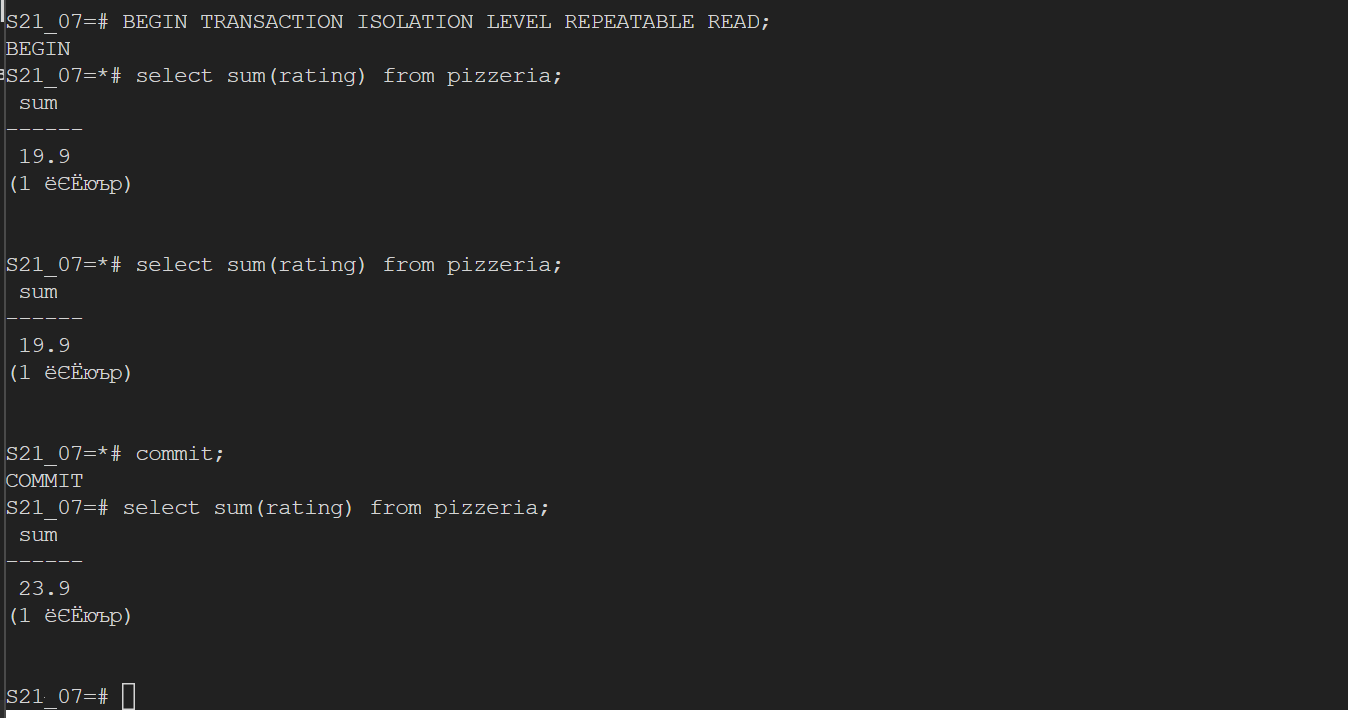 S21_07=# BEGIN TRANSACTION ISOLATION LEVEL REPEATABLE READ;
BEGIN
S21_07=*# select sum(rating) from pizzeria;
sum
------
19.9
(1 ёЄЁюър)
S21_07=*# select sum(rating) from pizzeria;
sum
------
19.9
(1 ёЄЁюър)
S21_07=*# commit;
COMMIT
S21_07=# select sum(rating) from pizzeria;
sum
------
23.9
(1 ёЄЁюър)
S21_07=#